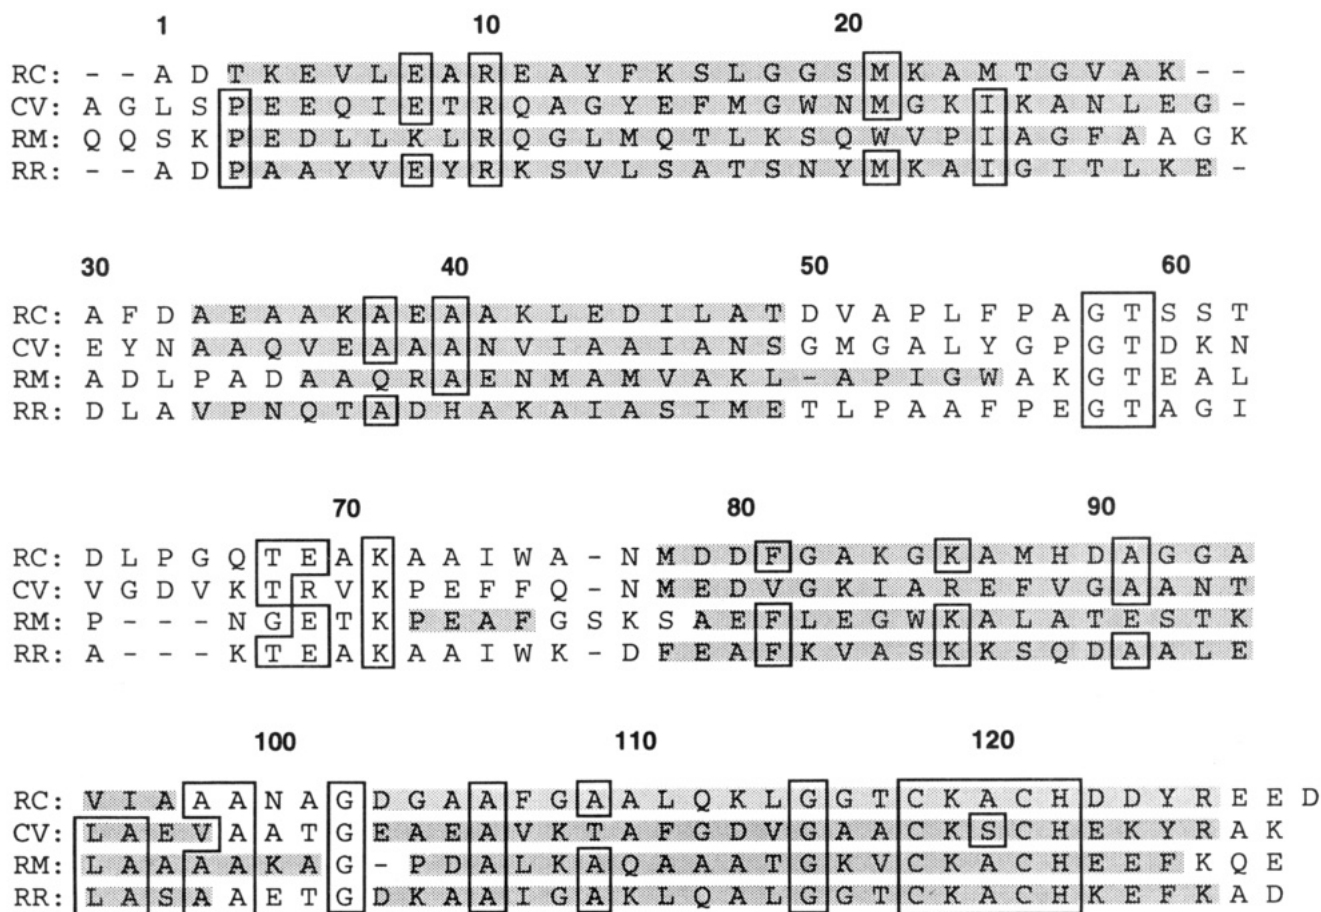 1 10 20
RC: - - A D T K E V L E A R E A Y F K S L G G S M K A M T G V A K - -
CV: A G L S P E E Q I E T R Q A G Y E F M G W N M G K I K A N L E G -
RM: Q Q S K P E D L L K L R Q G L M Q T L K S Q W V P I A G F A A G K
RR: - - A D P A A Y V E Y R K S V L S A T S N Y M K A I G I T L K E -
30 40 50 60
RC: A F D A E A A K A E A A K L E D I L A T D V A P L F P A G T S S T
CV: E Y N A A Q V E A A A N V I A A I A N S G M G A L Y G P G T D K N
RM: A D L P A D A A Q R A E N M A M V A K L - A P I G W A K G T E A L
RR: D L A V P N Q T A D H A K A I A S I M E T L P A A F P E G T A G I
70 80 90
RC: D L P G Q T E A K A A I W A - N M D D F G A K G K A M H D A G G A
CV: V G D V K T R V K P E F F Q - N M E D V G K I A R E F V G A A N T
RM: P - - - N G E T K P E A F G S K S A E F L E G W K A L A T E S T K
RR: A - - - K T E A K A A I W K - D F E A F K V A S K K S Q D A A L E
100 110 120
RC: V I A A A N A G D G A A F G A A L Q K L G G T C K A C H D D Y R E E D
CV: L A E V A A T G E A E A V K T A F G D V G A A C K S C H E K Y R A K
RM: L A A A A K A G - P D A L K A Q A A A T G K V C K A C H E E F K Q E
RR: L A S A A E T G D K A A I G A K L Q A L G G T C K A C H K E F K A D